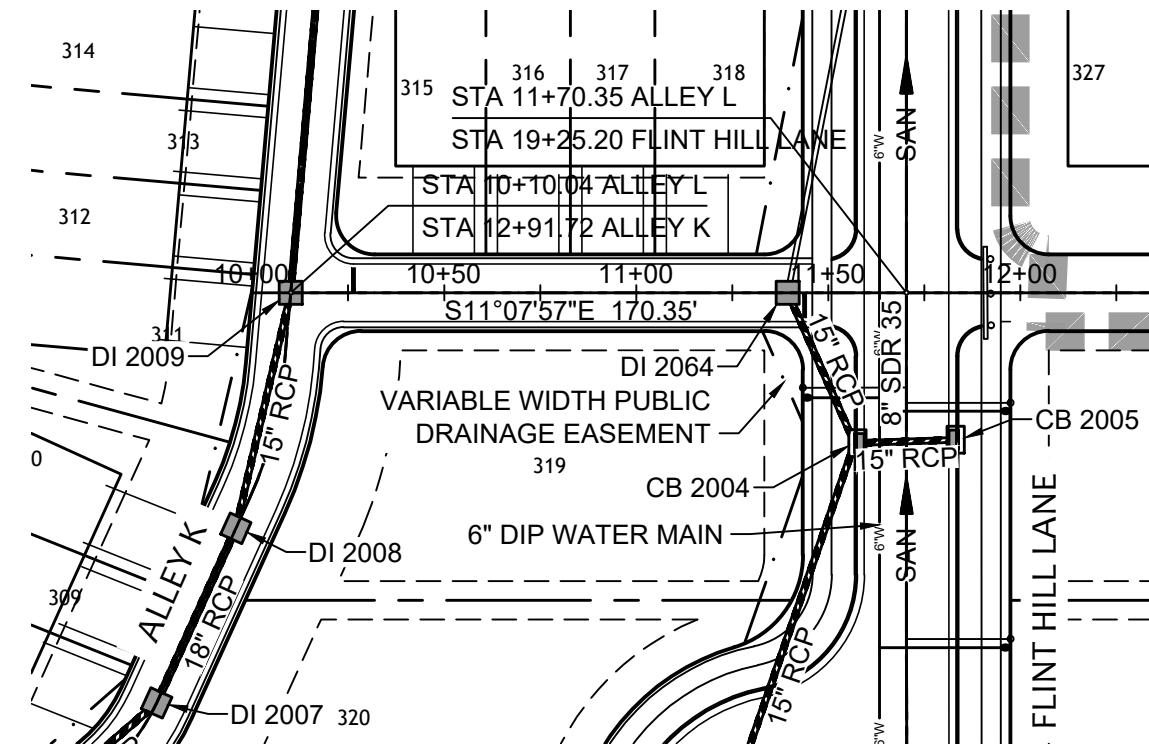 314
313
312
311
0
309
315
316
317
318
327
STA 11+70.35 ALLEY L
STA 19+25.20 FLINT HILL LANE
STA 10+10.04 ALLEY L
STA 12+91.72 ALLEY K
6"W
SAN
10+00
10+50
11+00
11+50
12+00
S11°07'57"E 170.35'
DI 2009
15" RCP
DI 2064
15" RCP
6"W
8" SDR 35
VARIABLE WIDTH PUBLIC
DRAINAGE EASEMENT
319
CB 2005
15" RCP
CB 2004
6" DIP WATER MAIN
6"W
SAN
DI 2008
ALLEY K
18" RCP
DI 2007
320
15" RCP
6"W
FLINT HILL LANE